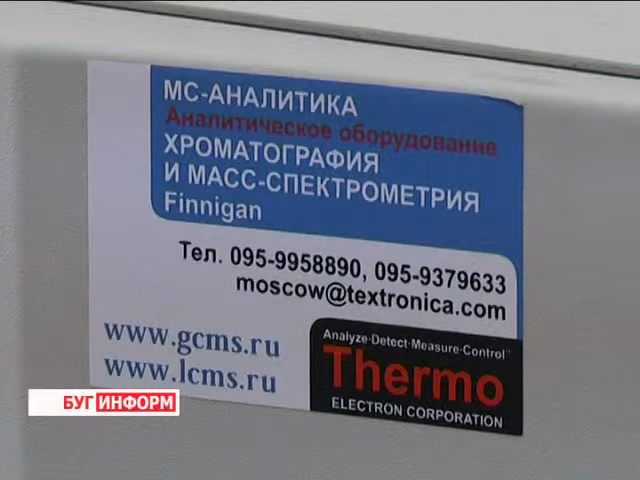 МС-АНАЛИТИКА
Аналитическое оборудование
ХРОМАТОГРАФИЯ
И МАСС-СПЕКТРОМЕТРИЯ
Finnigan
Тел. 095-9958890, 095-9379633
moscow@textronica.com
www.gcms.ru
www.lcms.ru
Analyze·Detect·Measure·Control™
Thermo
ELECTRON CORPORATION
БУГИНФОРМ